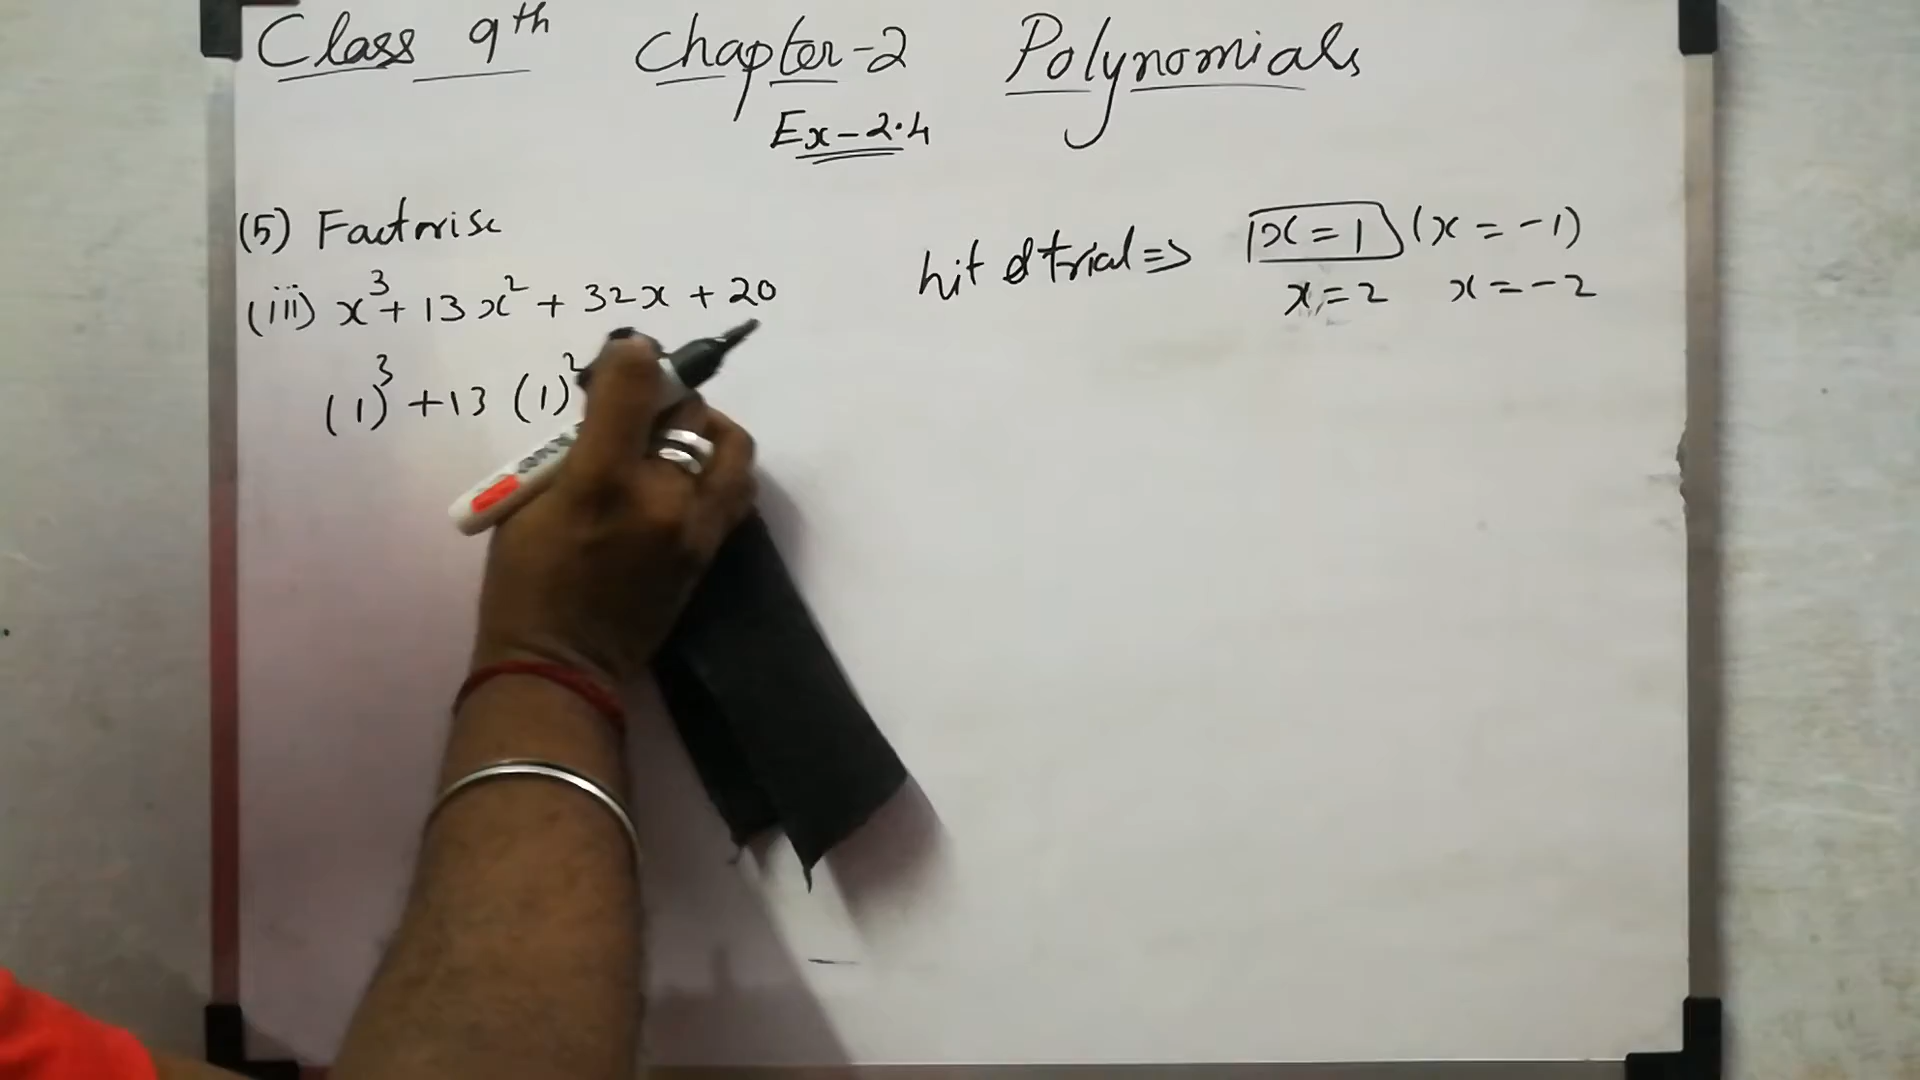 Class 9th Chapter-2 Polynomials
Ex-2.4
(5) Factorise
(iii) x³ + 13x² + 32x + 20
(1)³ + 13 (1)²
hit & trial ⇒ x = 1 (x = -1)
x = 2 x = -2